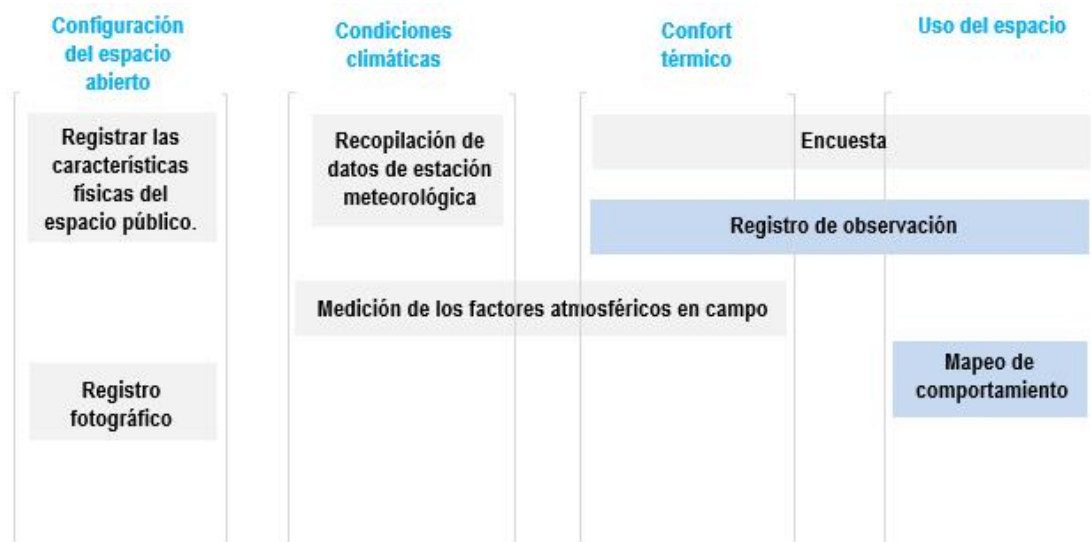 Configuración
del espacio
abierto
Condiciones
climáticas
Confort
térmico
Uso del espacio
Registrar las
características
físicas del
espacio público.
Recopilación de
datos de estación
meteorológica
Encuesta
Registro de observación
Medición de los factores atmosféricos en campo
Registro
fotográfico
Mapeo de
comportamiento